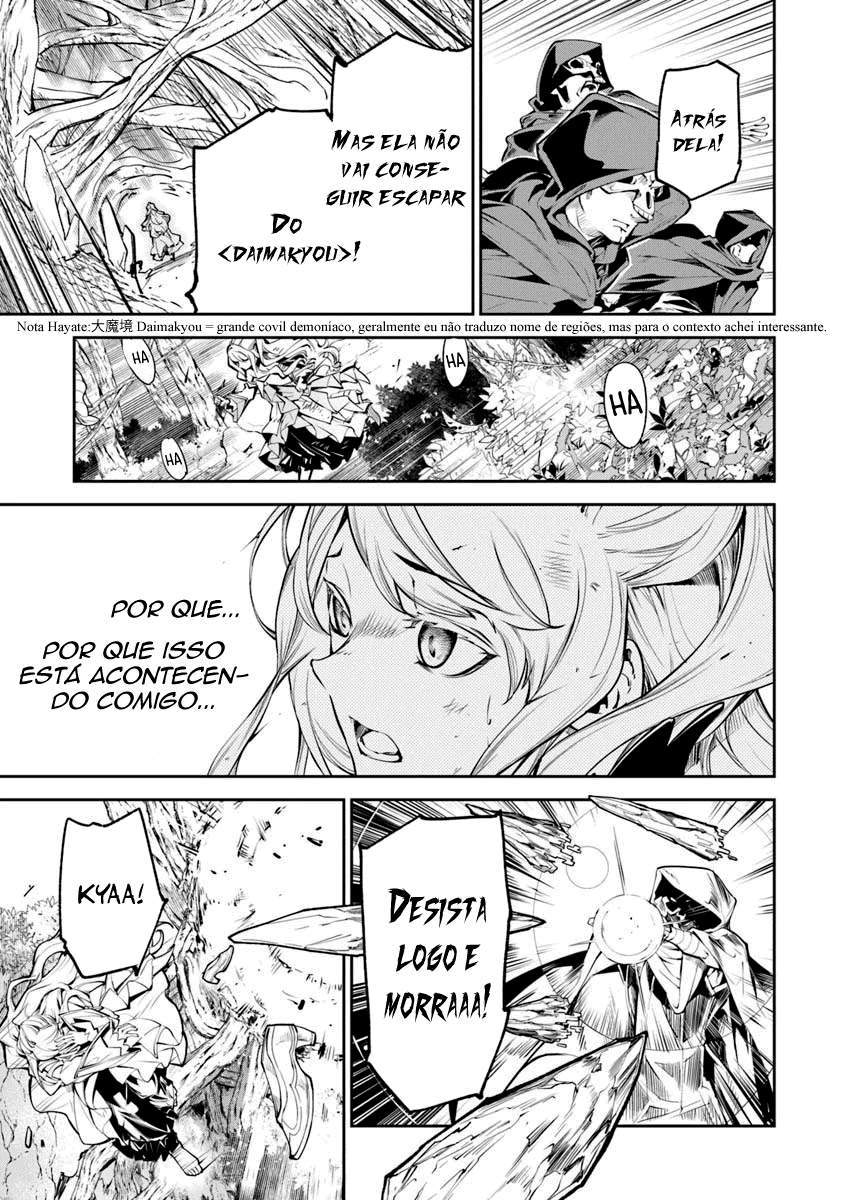 ATRÁS
DELA!
MAS ELA NÃO
VAI CONSE-
GUIR ESCAPAR
DO
<DAIMAKYOU>!
Nota Hayate:大魔境 Daimakyou = grande covil demoníaco, geralmente eu não traduzo nome de regiões, mas para o contexto achei interessante.
HA
HA
HA
HA
POR QUE...
POR QUE ISSO
ESTÁ ACONTECEN-
DO COMIGO...
DESISTA
LOGO E
MORRAAA!
KYAA!